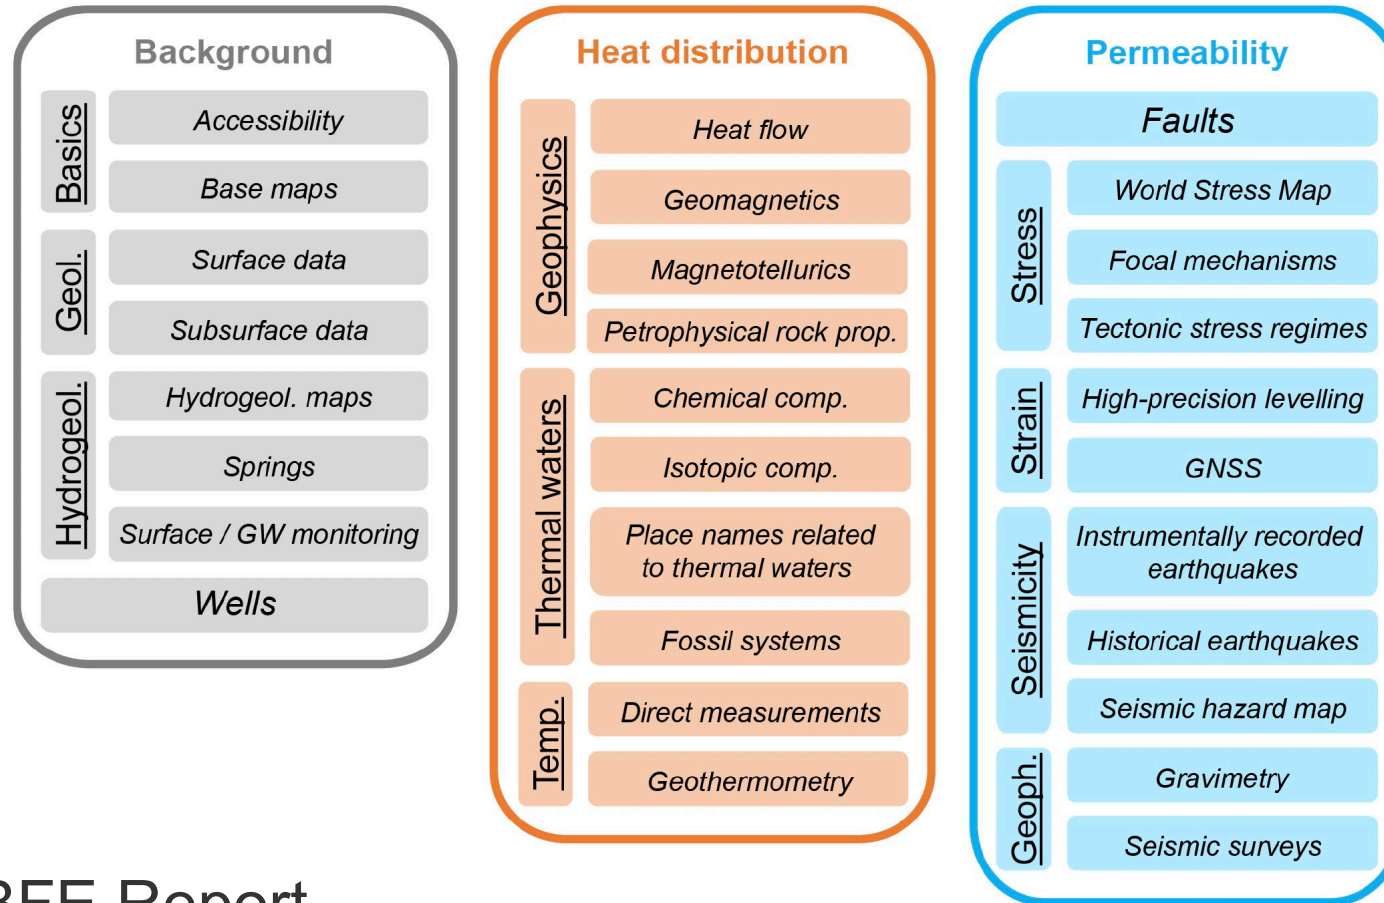 Background
Basics
Accessibility
Base maps
Geol.
Surface data
Subsurface data
Hydrogeol.
Hydrogeol. maps
Springs
Surface / GW monitoring
Wells
Heat distribution
Geophysics
Heat flow
Geomagnetics
Magnetotellurics
Petrophysical rock prop.
Thermal waters
Chemical comp.
Isotopic comp.
Place names related
to thermal waters
Fossil systems
Temp.
Direct measurements
Geothermometry
Permeability
Faults
Stress
World Stress Map
Focal mechanisms
Tectonic stress regimes
Strain
High-precision levelling
GNSS
Seismicity
Instrumentally recorded
earthquakes
Historical earthquakes
Seismic hazard map
Geoph.
Gravimetry
Seismic surveys
Report